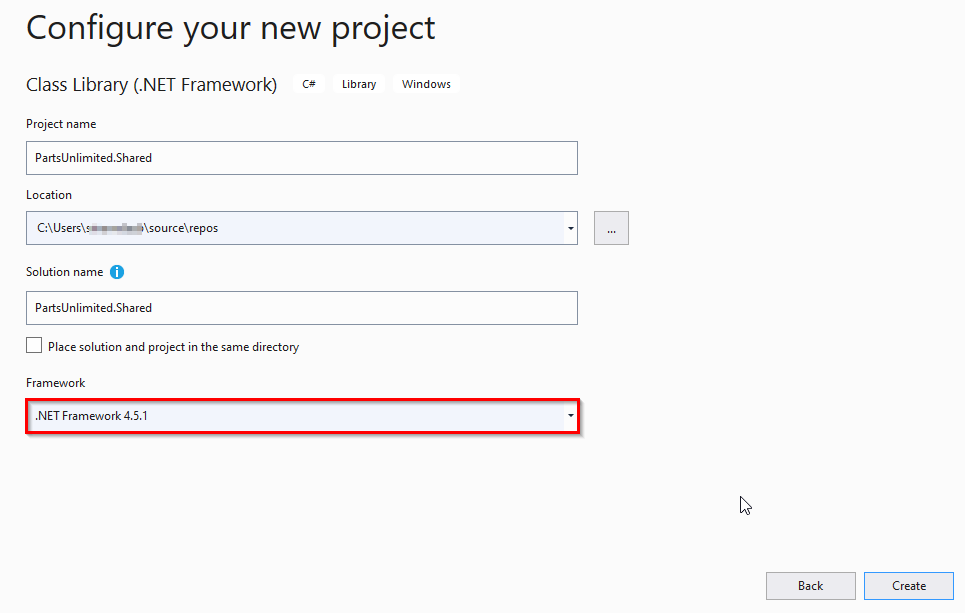 Configure your new project
Class Library (.NET Framework) C# Library Windows
Project name
PartsUnlimited.Shared
Location
C:\Users\s \source\repos
...
Solution name i
PartsUnlimited.Shared
Place solution and project in the same directory
Framework
.NET Framework 4.5.1
Back Create